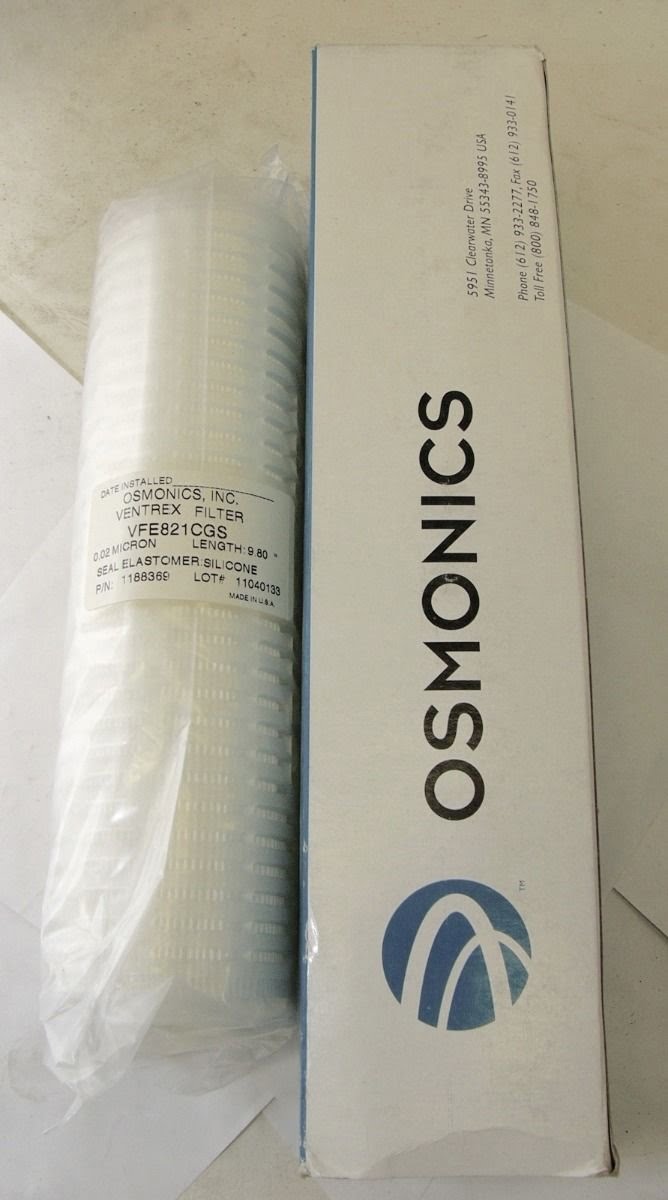 DATE INSTALLED
OSMONICS, INC.
VENTREX FILTER
VFE821CGS
0.02 MICRON LENGTH: 9.80 "
SEAL ELASTOMER: SILICONE
P/N: 1188369 LOT# 11040133
MADE IN U.S.A.
5951 Clearwater Drive
Minnetonka, MN 55343-8995 USA
Phone (612) 933-2277, Fax (612) 933-0141
Toll Free (800) 848-1750
OSMONICS
TM